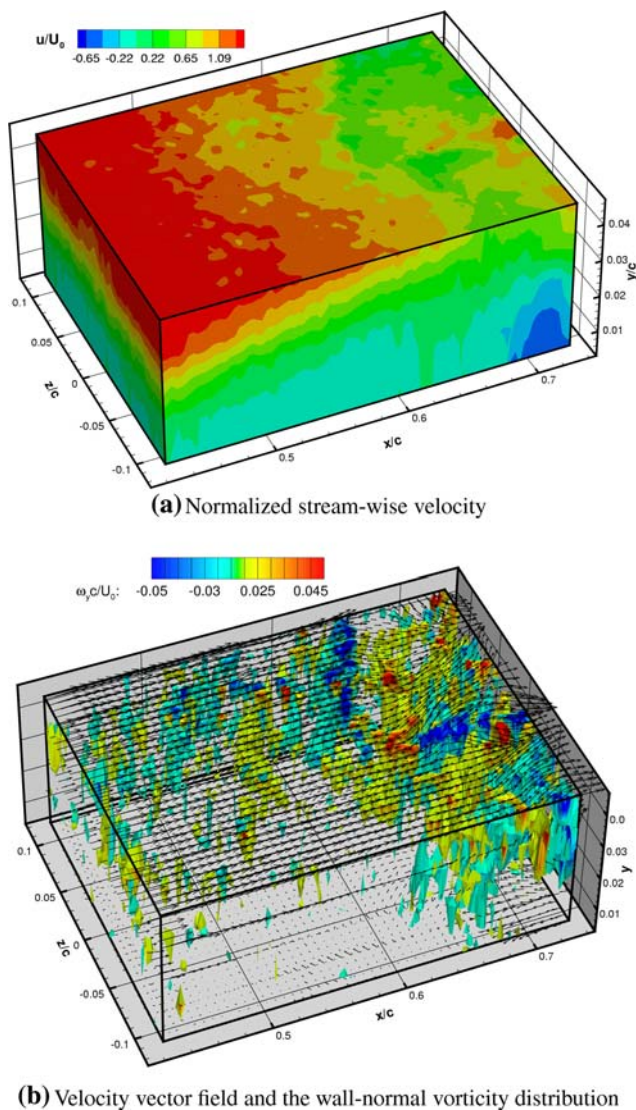 u/U₀
-0.65 -0.22 0.22 0.65 1.09
0.04
0.03
0.02
0.01
y/c
0.1
0.05
0
-0.05
-0.1
z/c
0.5
0.6
0.7
x/c
(a) Normalized stream-wise velocity
ω_y c/U₀: -0.05 -0.03 0.025 0.045
0.0
0.03
0.02
0.01
y
0.1
0.05
0
-0.05
-0.1
z/c
0.5
0.6
0.7
x/c
(b) Velocity vector field and the wall-normal vorticity distribution